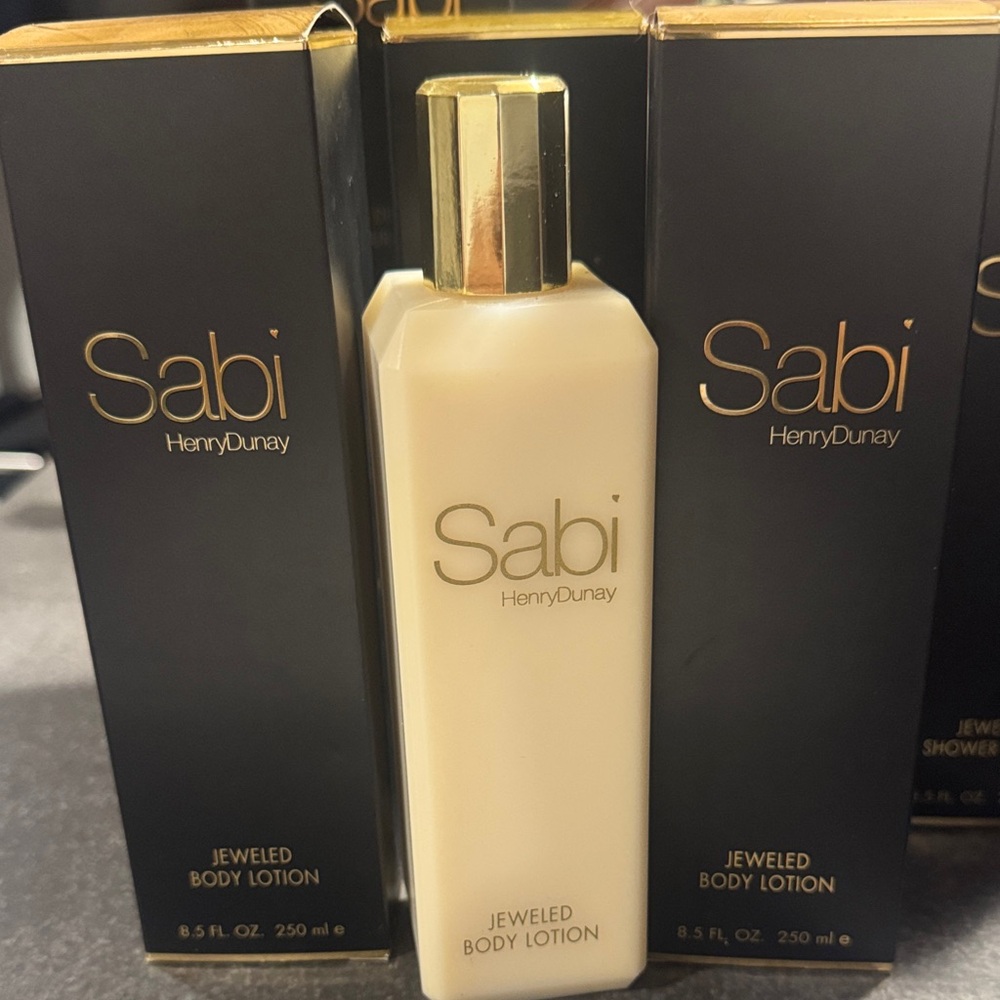 Sabi
HenryDunay
JEWELED
BODY LOTION
8.5 FL. OZ. 250 ml e
Sabi
HenryDunay
JEWELED
BODY LOTION
Sabi
HenryDunay
JEWELED
BODY LOTION
8.5 FL. OZ. 250 ml e
SHOWER